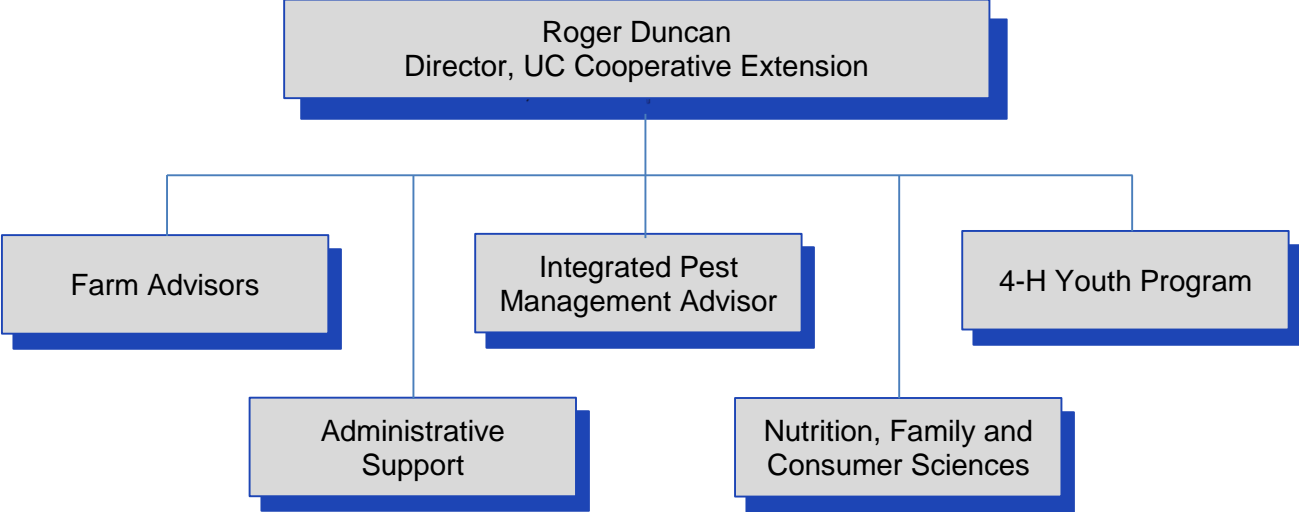 Roger Duncan
Director, UC Cooperative Extension
Farm Advisors
Integrated Pest
Management Advisor
4-H Youth Program
Administrative
Support
Nutrition, Family and
Consumer Sciences